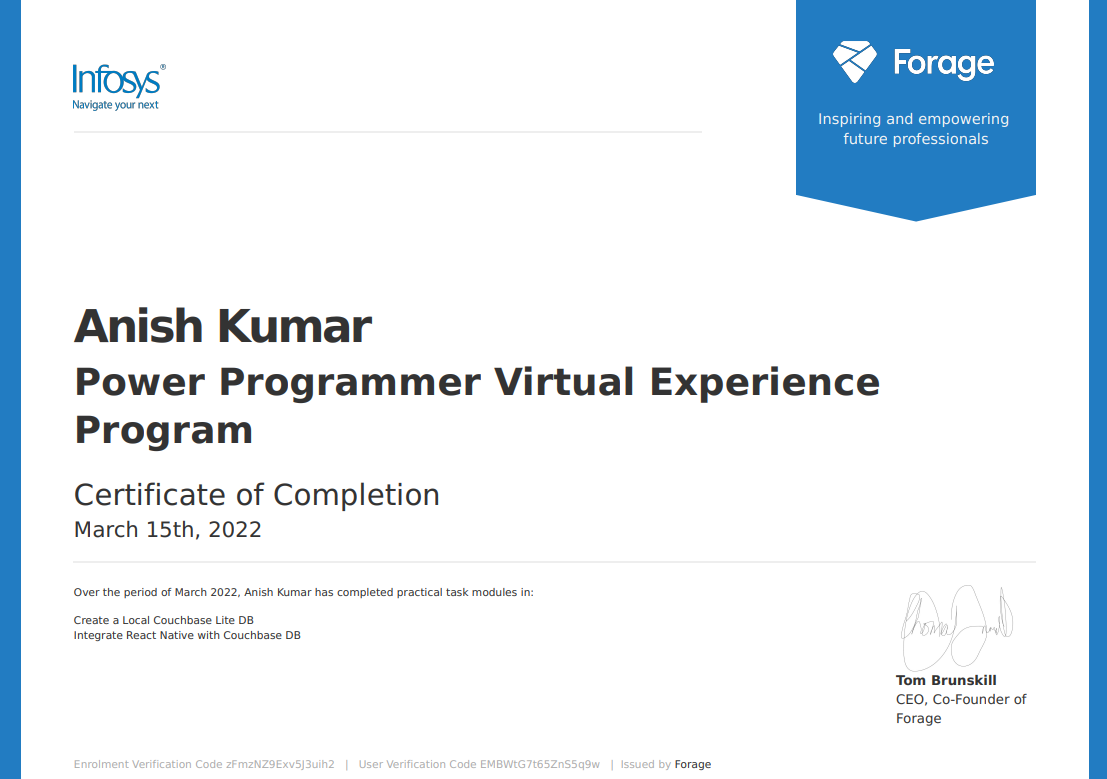 Infosys®
Navigate your next
Forage
Inspiring and empowering
future professionals
Anish Kumar
Power Programmer Virtual Experience
Program
Certificate of Completion
March 15th, 2022
Over the period of March 2022, Anish Kumar has completed practical task modules in:
Create a Local Couchbase Lite DB
Integrate React Native with Couchbase DB
Tom Brunskill
CEO, Co-Founder of
Forage
Enrolment Verification Code zFmzNZ9Exv5J3uih2 | User Verification Code EMBWtG7t65ZnS5q9w | Issued by Forage